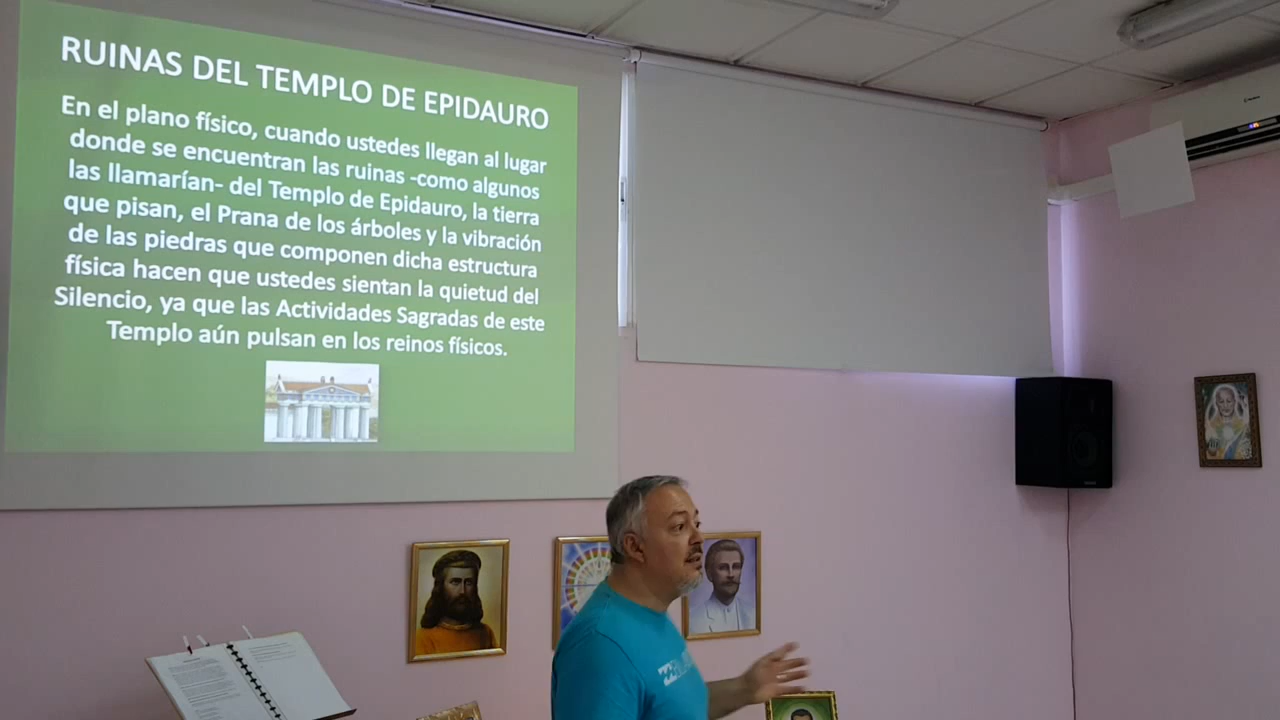 RUINAS DEL TEMPLO DE EPIDAURO
En el plano físico, cuando ustedes llegan al lugar
donde se encuentran las ruinas -como algunos
las llamarían- del Templo de Epidauro, la tierra
que pisan, el Prana de los árboles y la vibración
de las piedras que componen dicha estructura
física hacen que ustedes sientan la quietud del
Silencio, ya que las Actividades Sagradas de este
Templo aún pulsan en los reinos físicos.